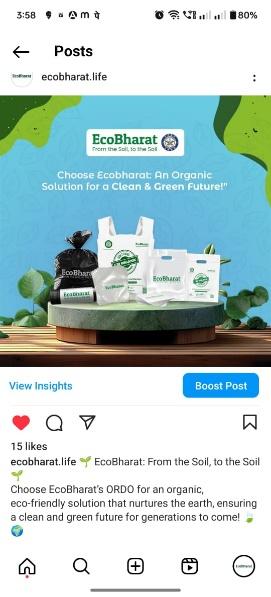 3:58
80%
Posts
EcoBharat
ecobharat.life
EcoBharat
From the Soil, to the Soil
Choose Ecobharat: An Organic
Solution for a Clean & Green Future!"
EcoBharat
EcoBharat
EcoBharat
EcoBharat
View Insights
Boost Post
15 likes
ecobharat.life 🌱 EcoBharat: From the Soil, to the Soil
🌱
Choose EcoBharat's ORDO for an organic,
eco-friendly solution that nurtures the earth, ensuring
a clean and green future for generations to come! 🍃
🌍
EcoBharat